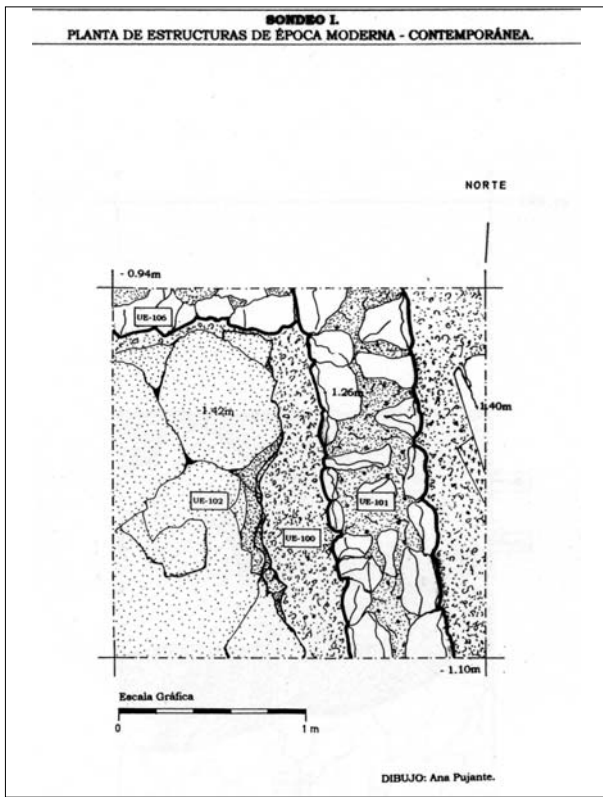 SONDEO I.
PLANTA DE ESTRUCTURAS DE ÉPOCA MODERNA - CONTEMPORÁNEA.
NORTE
- 0.94m
UE-106
1.42m
1.26m
1.40m
UE-102
UE-101
UE-100
- 1.10m
Escala Gráfica
0
1 m
DIBUJO: Ana Pujante.